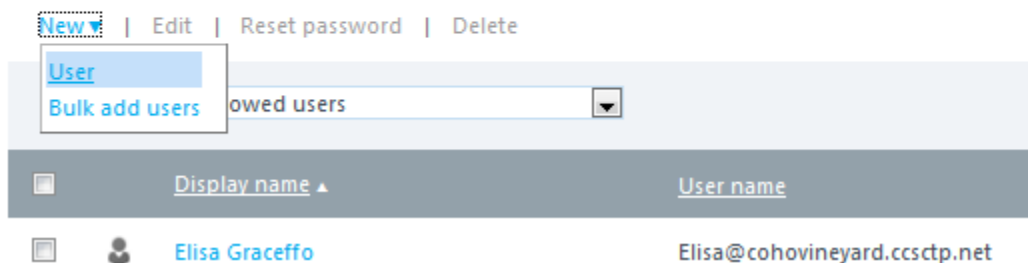 New | Edit | Reset password | Delete
User
Bulk add users owed users
Display name User name
Elisa Graceffo Elisa@cohovineyard.ccsctp.net